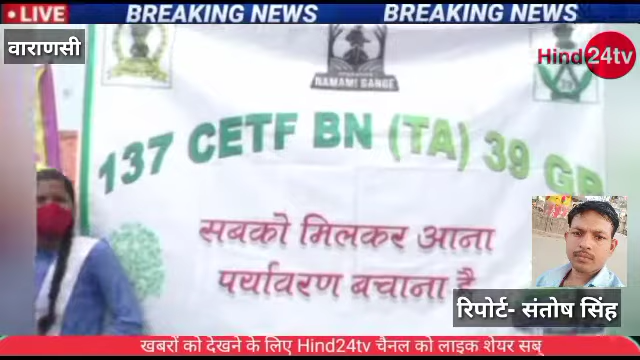 LIVE BREAKING NEWS BREAKING NEWS
वाराणसी
Hind24tv
NAMAMI GANGE
137 CETF BN (TA) 39 GR
सबको मिलकर आना
पर्यावरण बचाना है
रिपोर्ट- संतोष सिंह
खबरों को देखने के लिए Hind24tv चैनल को लाइक शेयर सब्